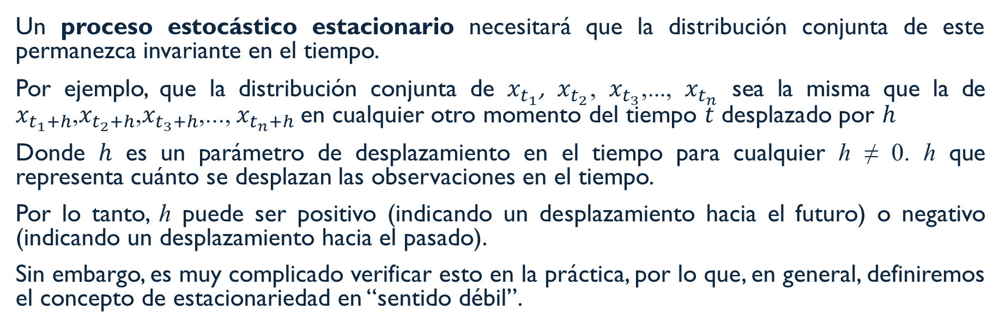 Un proceso estocástico estacionario necesitará que la distribución conjunta de este
permanezca invariante en el tiempo.
Por ejemplo, que la distribución conjunta de $x_{t_1}$, $x_{t_2}$, $x_{t_3}$,..., $x_{t_n}$ sea la misma que la de
$x_{t_1+h}$,$x_{t_2+h}$,$x_{t_3+h}$,..., $x_{t_n+h}$ en cualquier otro momento del tiempo $t$ desplazado por $h$
Donde $h$ es un parámetro de desplazamiento en el tiempo para cualquier $h \neq 0$. $h$ que
representa cuánto se desplazan las observaciones en el tiempo.
Por lo tanto, $h$ puede ser positivo (indicando un desplazamiento hacia el futuro) o negativo
(indicando un desplazamiento hacia el pasado).
Sin embargo, es muy complicado verificar esto en la práctica, por lo que, en general, definiremos
el concepto de estacionariedad en “sentido débil”.